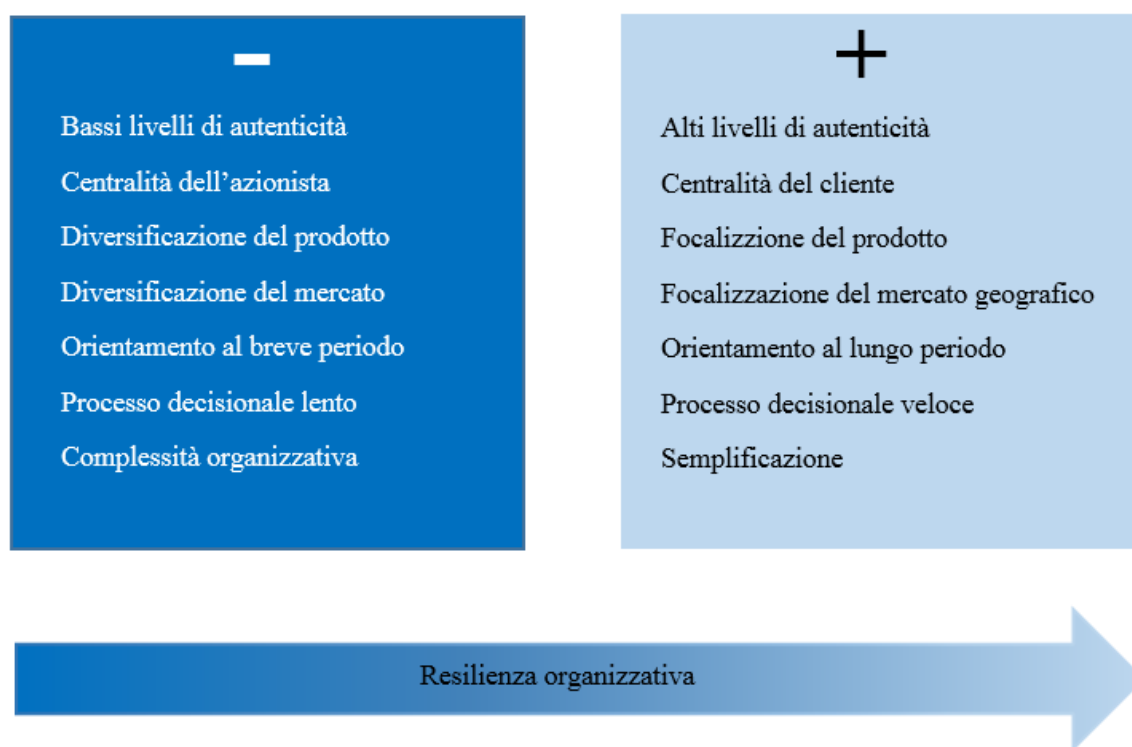 -
Bassi livelli di autenticità
Centralità dell’azionista
Diversificazione del prodotto
Diversificazione del mercato
Orientamento al breve periodo
Processo decisionale lento
Complessità organizzativa
+
Alti livelli di autenticità
Centralità del cliente
Focalizzione del prodotto
Focalizzazione del mercato geografico
Orientamento al lungo periodo
Processo decisionale veloce
Semplificazione
Resilienza organizzativa